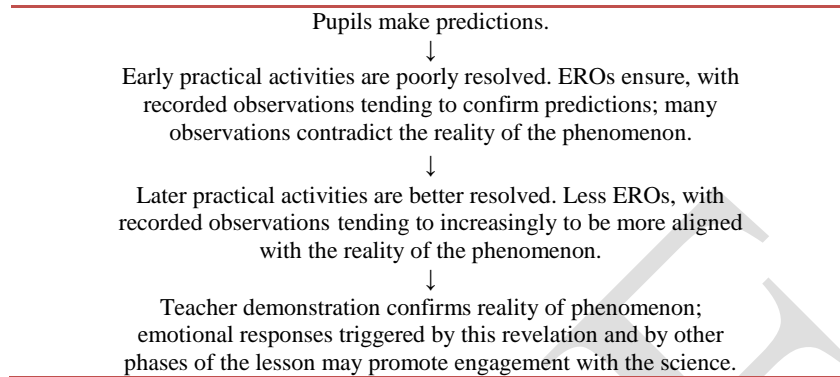 Pupils make predictions.
↓
Early practical activities are poorly resolved. EROs ensure, with
recorded observations tending to confirm predictions; many
observations contradict the reality of the phenomenon.
↓
Later practical activities are better resolved. Less EROs, with
recorded observations tending to increasingly to be more aligned
with the reality of the phenomenon.
↓
Teacher demonstration confirms reality of phenomenon;
emotional responses triggered by this revelation and by other
phases of the lesson may promote engagement with the science.